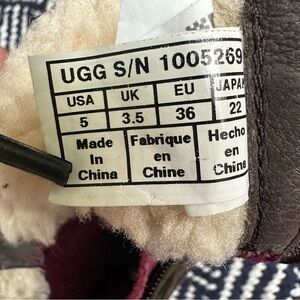 UGG S/N 1005269
USA UK EU JAPAN
5 3.5 36 22
Made Fabrique Hecho
In en en
China Chine China